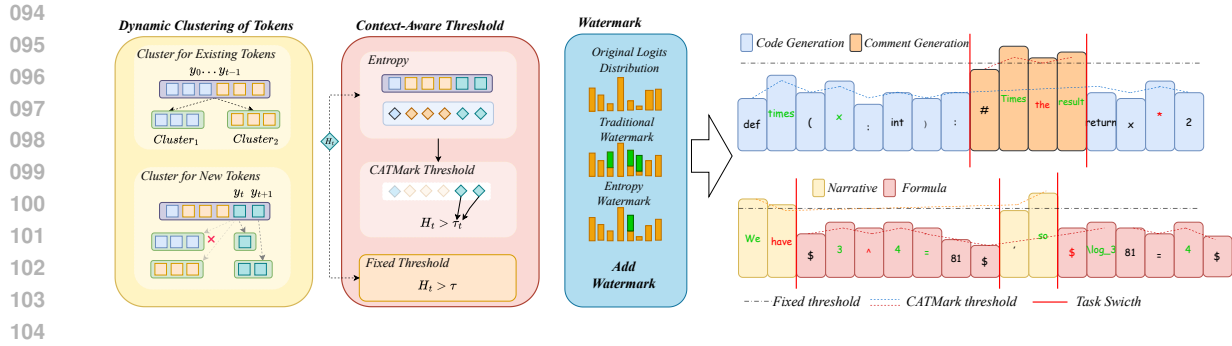 094
095
096
097
098
099
100
101
102
103
104
Dynamic Clustering of Tokens
Cluster for Existing Tokens
y0...yt−1
Cluster1
Cluster2
Cluster for New Tokens
yt yt+1
×
Ht
Context-Aware Threshold
Entropy
CATMark Threshold
Ht > τt
Fixed Threshold
Ht > τ
Watermark
Original Logits
Distribution
Traditional
Watermark
Entropy
Watermark
Add
Watermark
Code Generation Comment Generation
def times ( x : int ) : # Times the result return x * 2
Narrative Formula
We have $ 3 ^ 4 = 81 $ , so $ \log_3 81 = 4 $
Fixed threshold CATMark threshold Task Swicth